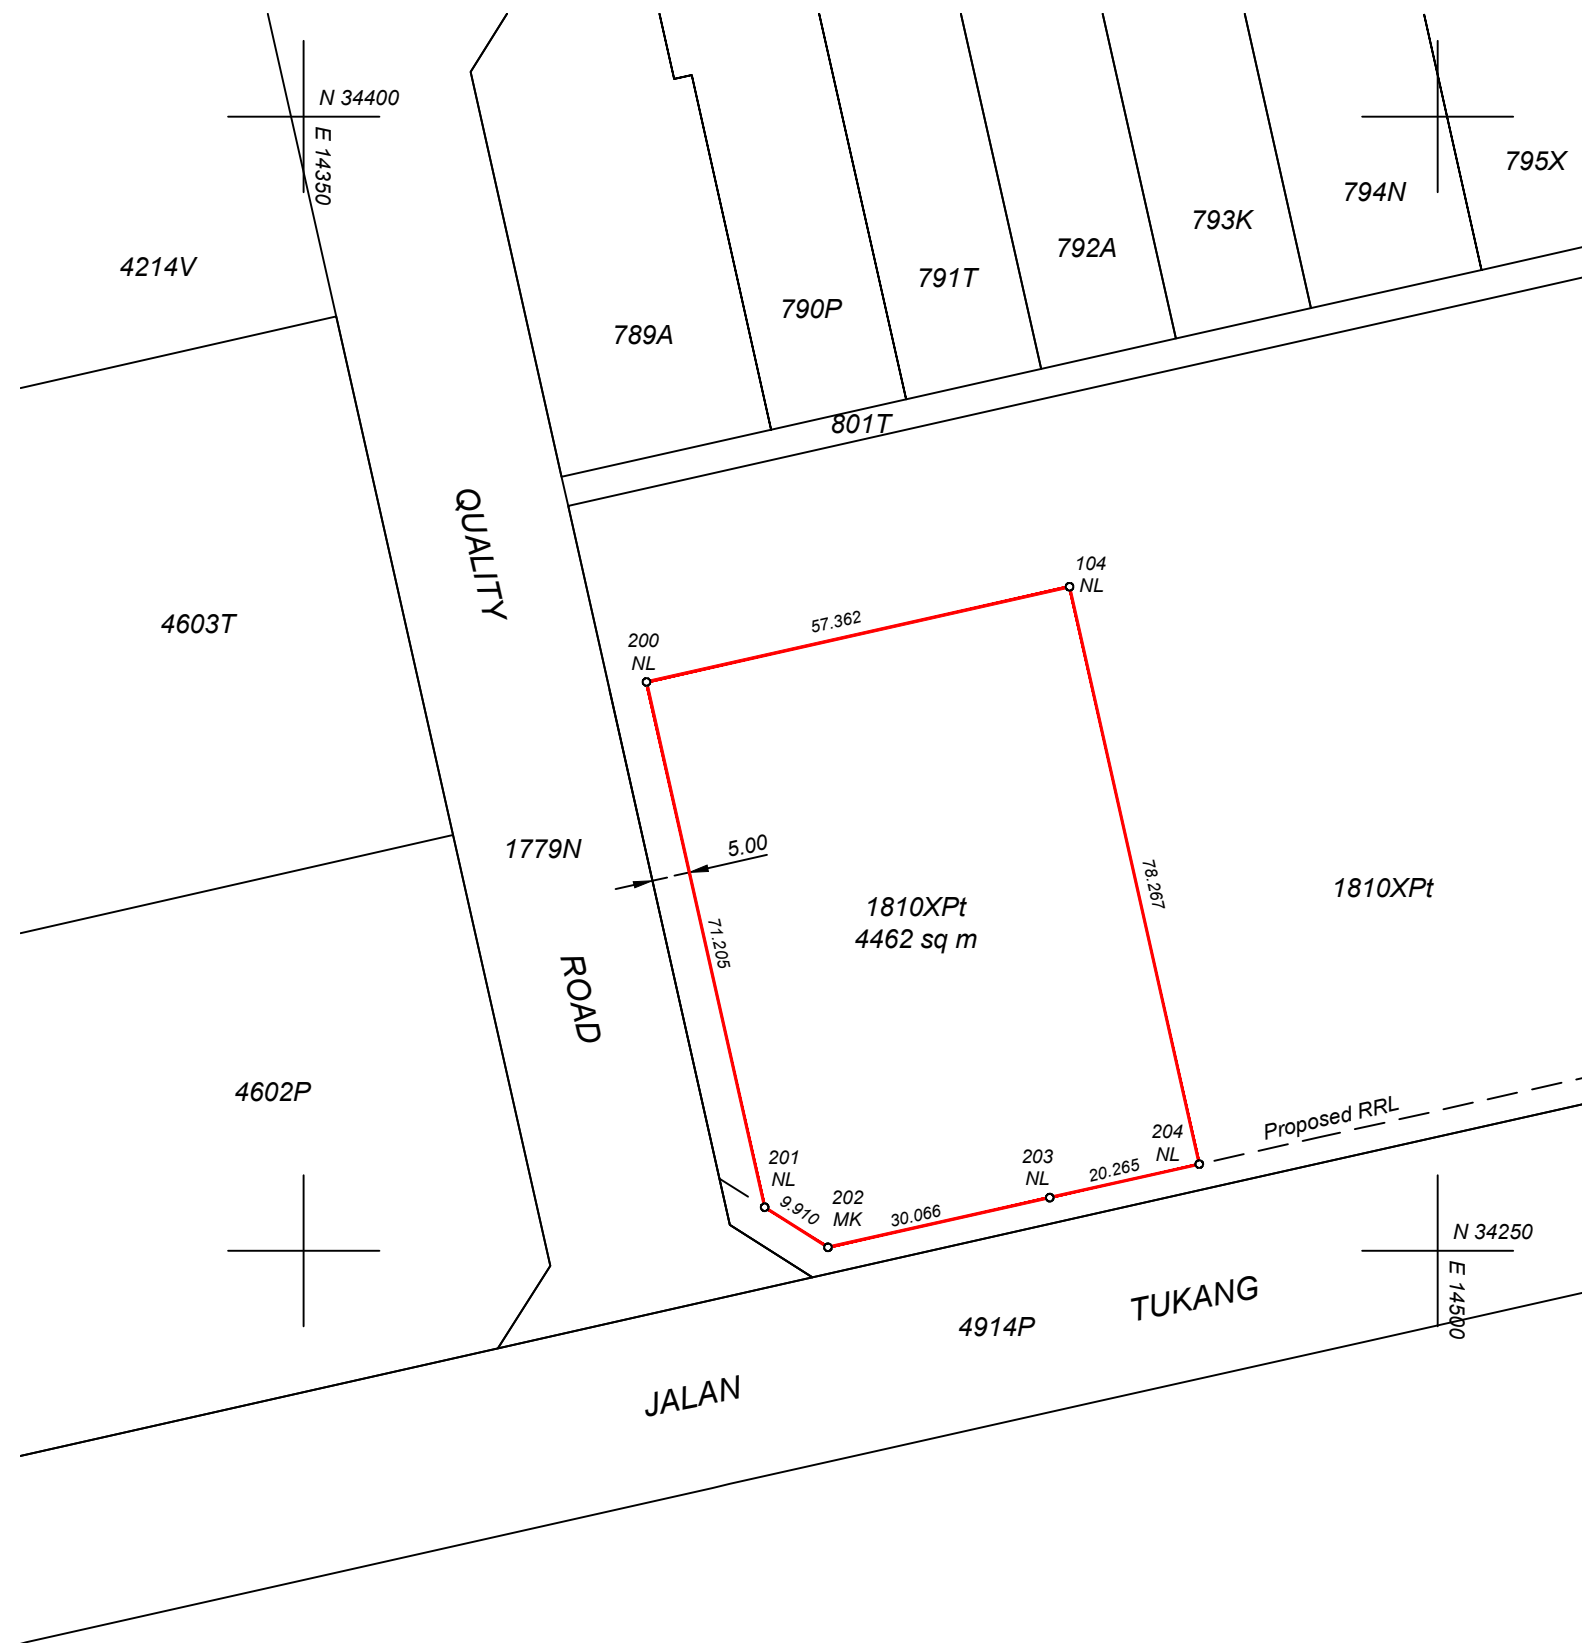 N 34400
E 14350
795X
794N
793K
792A
4214V
791T
790P
789A
801T
QUALITY
104
NL
57.362
4603T
200
NL
5.00
1779N
78.267
1810XPt
1810XPt
4462 sq m
71.205
ROAD
4602P
Proposed RRL
204
NL
201
NL
203
NL
20.265
202
MK
9.910
30.066
N 34250
E 14500
TUKANG
4914P
JALAN